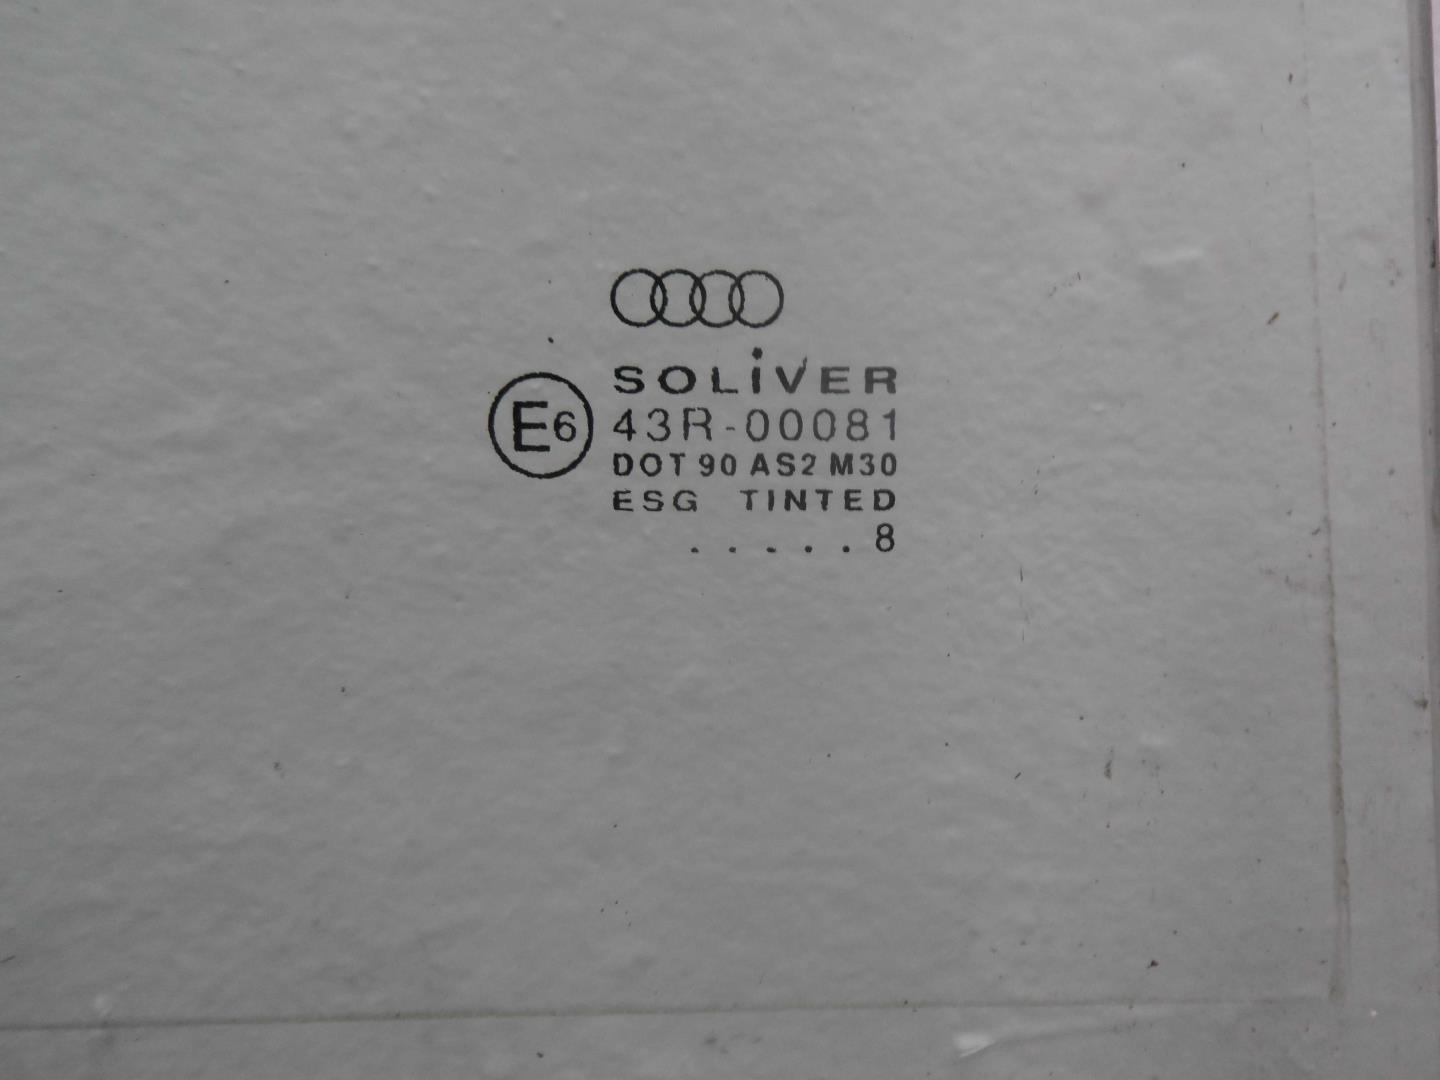 SOLiVER
E6 43R-00081
DOT 90 AS2 M30
ESG TINTED
.....8